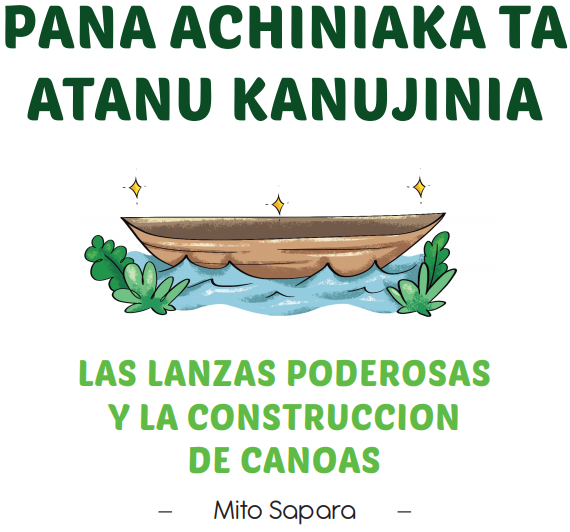 PANA ACHINIAKA TA
ATANU KANUJINIA
LAS LANZAS PODEROSAS
Y LA CONSTRUCCION
DE CANOAS
– Mito Sapara –